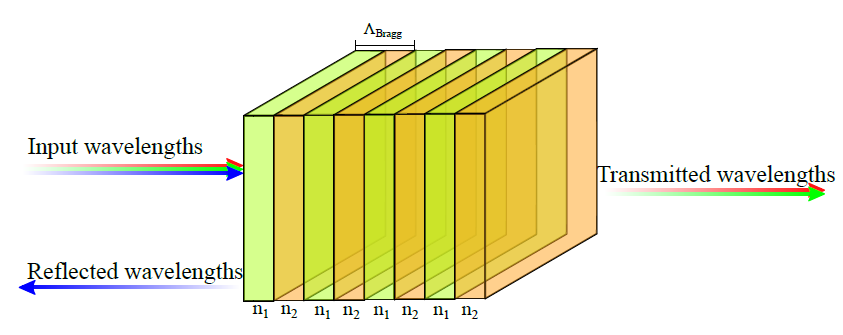 ΛBragg
Input wavelengths
Transmitted wavelengths
Reflected wavelengths
n1 n2 n1 n2 n1 n2 n1 n2